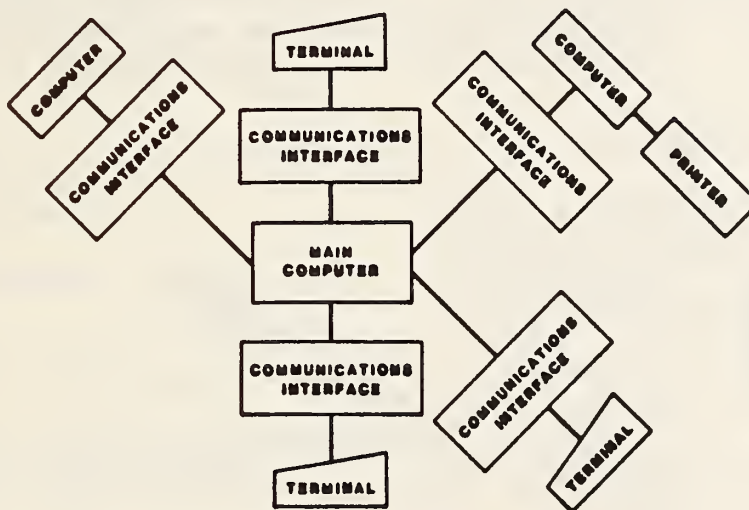 TERMINAL
COMPUTER
COMMUNICATIONS
INTERFACE
COMMUNICATIONS
INTERFACE
COMPUTER
COMMUNICATIONS
INTERFACE
PRINTER
MAIN
COMPUTER
COMMUNICATIONS
INTERFACE
COMMUNICATIONS
INTERFACE
TERMINAL
TERMINAL